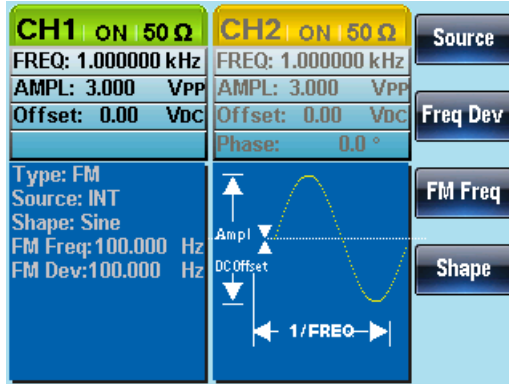 CH1 ON 50 Ω
FREQ: 1.000000 kHz
AMPL: 3.000 VPP
Offset: 0.00 VDC
CH2 ON 50 Ω
FREQ: 1.000000 kHz
AMPL: 3.000 VPP
Offset: 0.00 VDC
Phase: 0.0 °
Type: FM
Source: INT
Shape: Sine
FM Freq:100.000 Hz
FM Dev:100.000 Hz
Ampl
DC Offset
1/FREQ
Source
Freq Dev
FM Freq
Shape